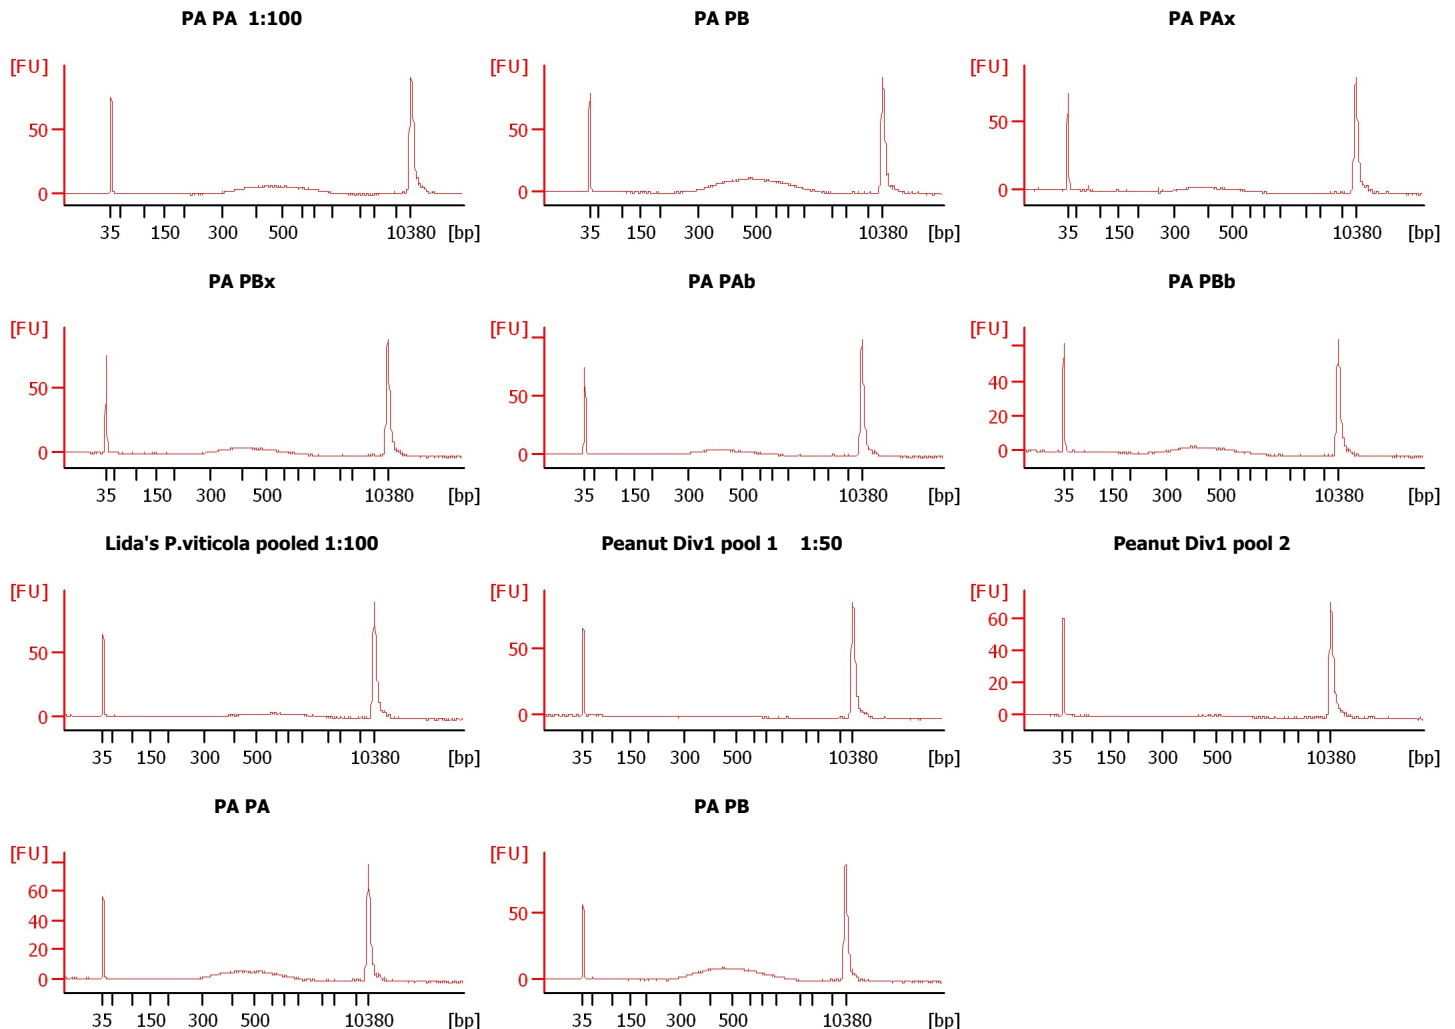 PA PA 1:100
PA PB
PA PAx
[FU]
50
0
35 150 300 500 10380 [bp]
[FU]
50
0
35 150 300 500 10380 [bp]
[FU]
50
0
35 150 300 500 10380 [bp]
PA PBx
PA PAb
PA PBb
[FU]
50
0
35 150 300 500 10380 [bp]
[FU]
50
0
35 150 300 500 10380 [bp]
[FU]
40
20
0
35 150 300 500 10380 [bp]
Lida's P.viticola pooled 1:100
Peanut Div1 pool 1 1:50
Peanut Div1 pool 2
[FU]
50
0
35 150 300 500 10380 [bp]
[FU]
50
0
35 150 300 500 10380 [bp]
[FU]
60
40
20
0
35 150 300 500 10380 [bp]
PA PA
PA PB
[FU]
60
40
20
0
35 150 300 500 10380 [bp]
[FU]
50
0
35 150 300 500 10380 [bp]